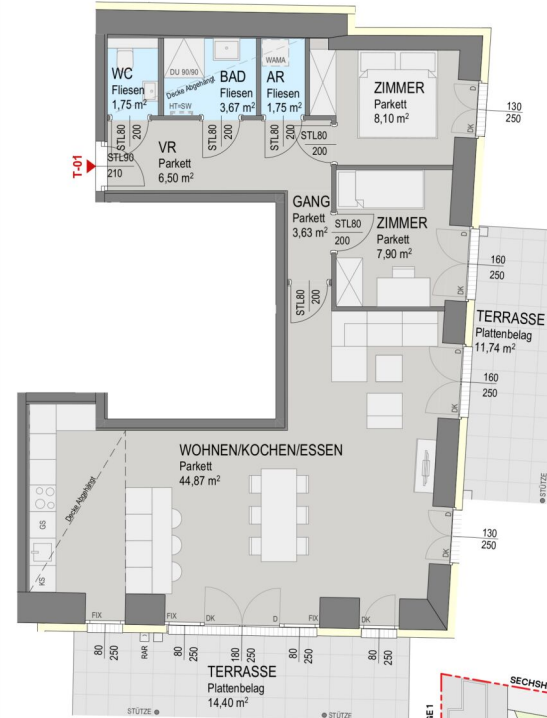 WC
Fliesen
1,75 m²
DU 90/90
Decke Abgehängt
HT+SW
BAD
Fliesen
3,67 m²
WAMA
AR
Fliesen
1,75 m²
ZIMMER
Parkett
8,10 m²
D
DK
130
250
STL80
200
STL80
200
STL80
200
STL80
200
T-01
STL90
210
VR
Parkett
6,50 m²
GANG
Parkett
3,63 m²
STL80
200
ZIMMER
Parkett
7,90 m²
D
DK
160
250
STL80
200
TERRASSE
Plattenbelag
11,74 m²
D
DK
160
250
WOHNEN/KOCHEN/ESSEN
Parkett
44,87 m²
Decke Abgehängt
GS
KS
STÜTZE
D
DK
130
250
FIX
FIX
DK
D
FIX
DK
80
250
RAR
80
250
180
250
80
250
80
250
TERRASSE
Plattenbelag
14,40 m²
STÜTZE
STÜTZE
SECHSH
GE 1